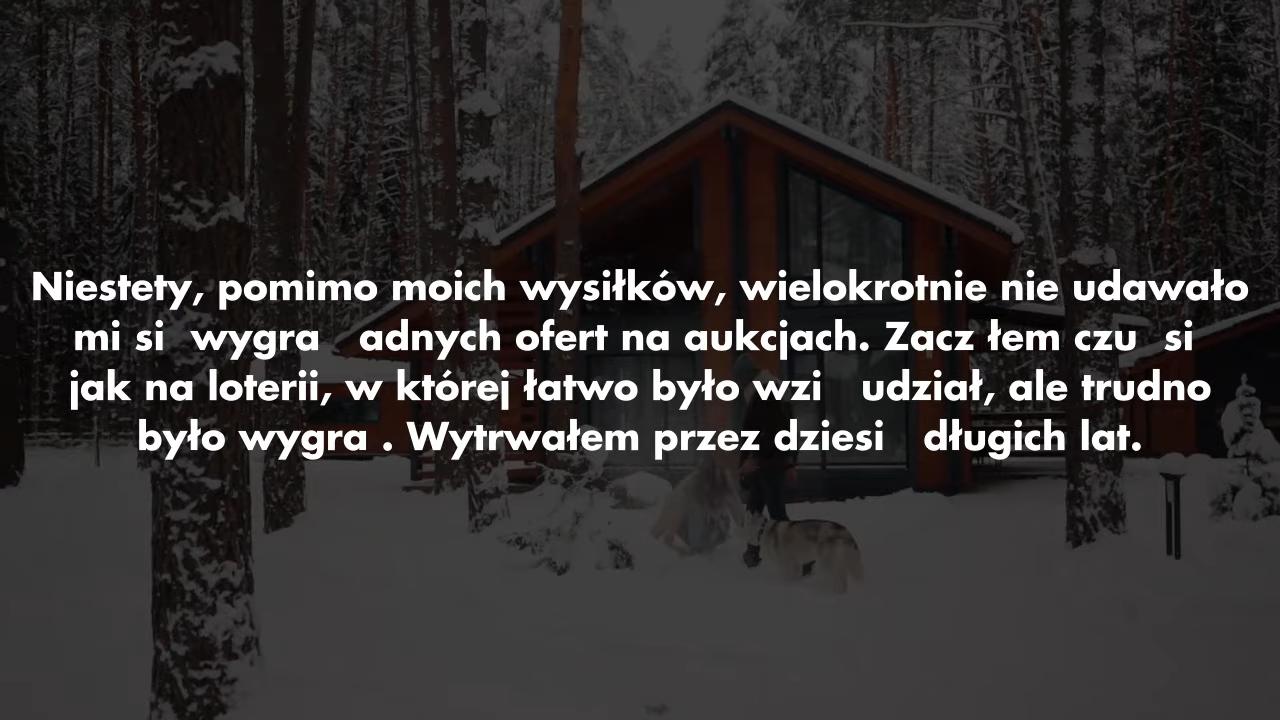 Niestety, pomimo moich wysiłków, wielokrotnie nie udawało
mi si  wygra   adnych ofert na aukcjach. Zacz łem czu  si
jak na loterii, w której łatwo było wzi   udział, ale trudno
było wygra . Wytrwałem przez dziesi   długich lat.